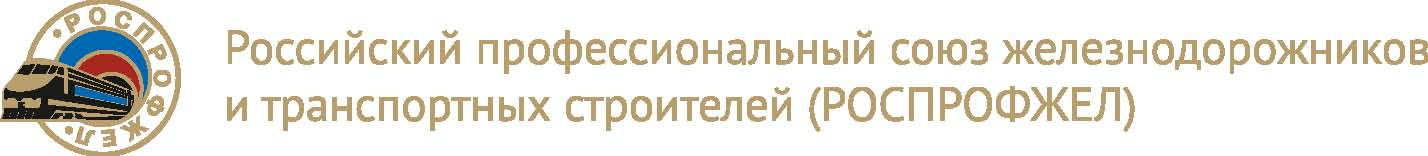 РОСПРОФЖЕЛ
Российский профессиональный союз железнодорожников
и транспортных строителей (РОСПРОФЖЕЛ)